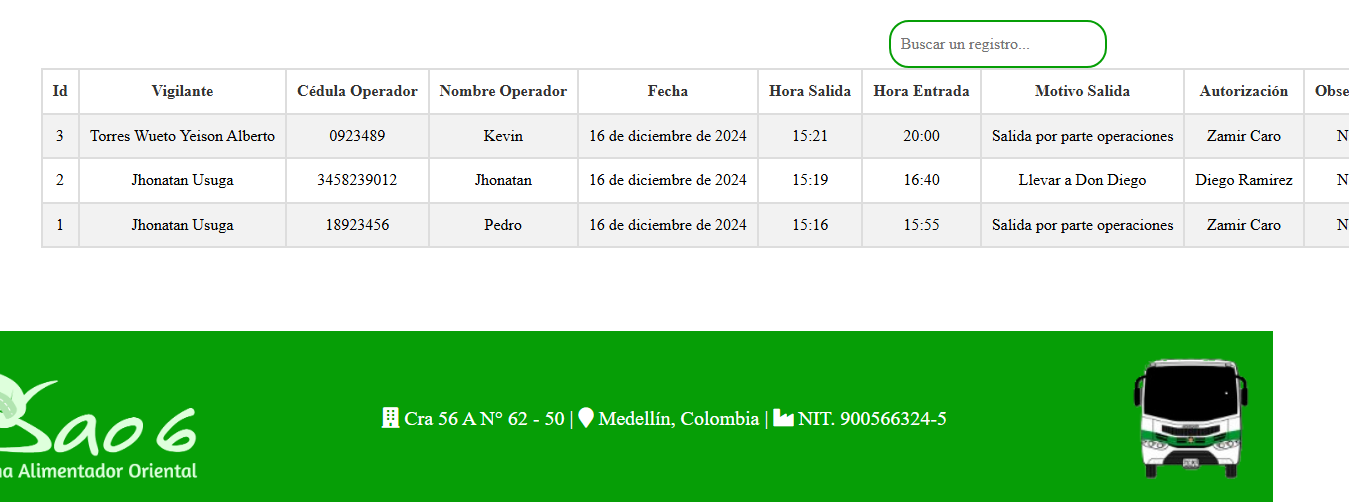 Buscar un registro...
Id Vigilante Cédula Operador Nombre Operador Fecha Hora Salida Hora Entrada Motivo Salida Autorización Obse
3 Torres Wueto Yeison Alberto 0923489 Kevin 16 de diciembre de 2024 15:21 20:00 Salida por parte operaciones Zamir Caro N
2 Jhonatan Usuga 3458239012 Jhonatan 16 de diciembre de 2024 15:19 16:40 Llevar a Don Diego Diego Ramirez N
1 Jhonatan Usuga 18923456 Pedro 16 de diciembre de 2024 15:16 15:55 Salida por parte operaciones Zamir Caro N
Sao6
na Alimentador Oriental
Cra 56 A N° 62 - 50 | Medellín, Colombia | NIT. 900566324-5